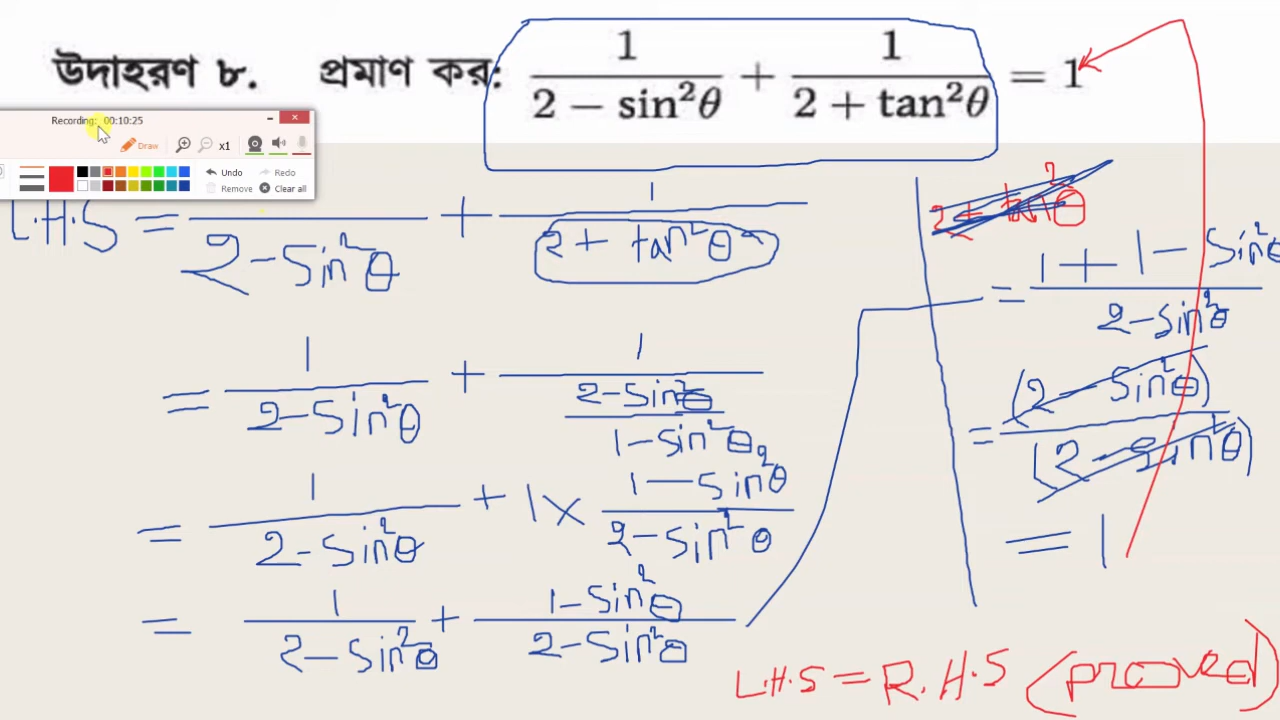 উদাহরণ ৮. প্রমাণ কর: 1/(2 − sin²θ) + 1/(2 + tan²θ) = 1
Recording: 00:10:25
Draw x1
Undo Redo
Remove Clear all
L.H.S = /(2 − Sin²θ) + 1/(2 + tan²θ)
= 1/(2 − Sin²θ) + 1/((2 − Sin²θ)/(1 − Sin²θ))
= 1/(2 − Sin²θ) + 1 × (1 − Sin²θ)/(2 − Sin²θ)
= 1/(2 − Sin²θ) + (1 − Sin²θ)/(2 − Sin²θ)
2 + tan²θ
= (1 + 1 − Sin²θ)/(2 − Sin²θ)
= (2 − Sin²θ)/(2 − Sin²θ)
= 1
L.H.S = R.H.S (proved)